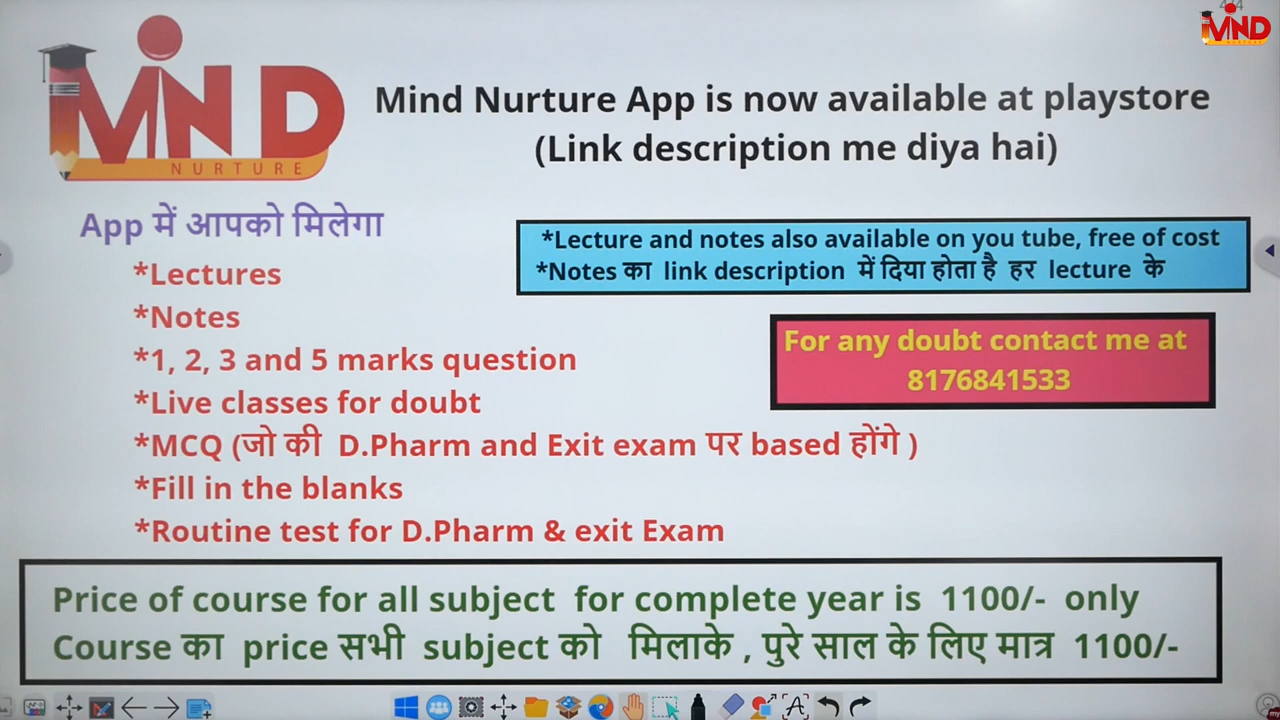 MIND
NURTURE
MIND
NURTURE
Mind Nurture App is now available at playstore
(Link description me diya hai)
App में आपको मिलेगा
*Lectures
*Notes
*1, 2, 3 and 5 marks question
*Live classes for doubt
*MCQ (जो की D.Pharm and Exit exam पर based होंगे )
*Fill in the blanks
*Routine test for D.Pharm & exit Exam
*Lecture and notes also available on you tube, free of cost
*Notes का link description में दिया होता है हर lecture के
For any doubt contact me at
8176841533
Price of course for all subject for complete year is 1100/- only
Course का price सभी subject को मिलाके , पुरे साल के लिए मात्र 1100/-